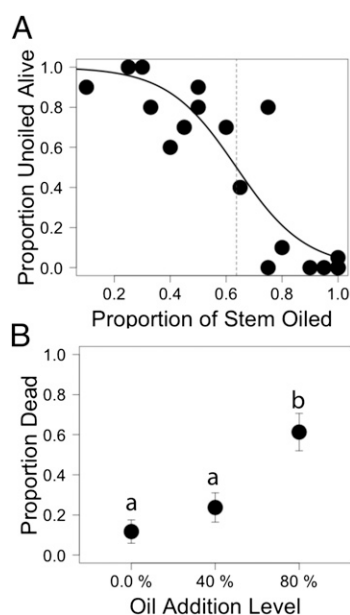 A
Proportion Unoiled Alive
1.0
0.8
0.6
0.4
0.2
0.0
0.2 0.4 0.6 0.8 1.0
Proportion of Stem Oiled
B
Proportion Dead
1.0
0.8
0.6
0.4
0.2
0.0
a
a
b
0.0 % 40 % 80 %
Oil Addition Level